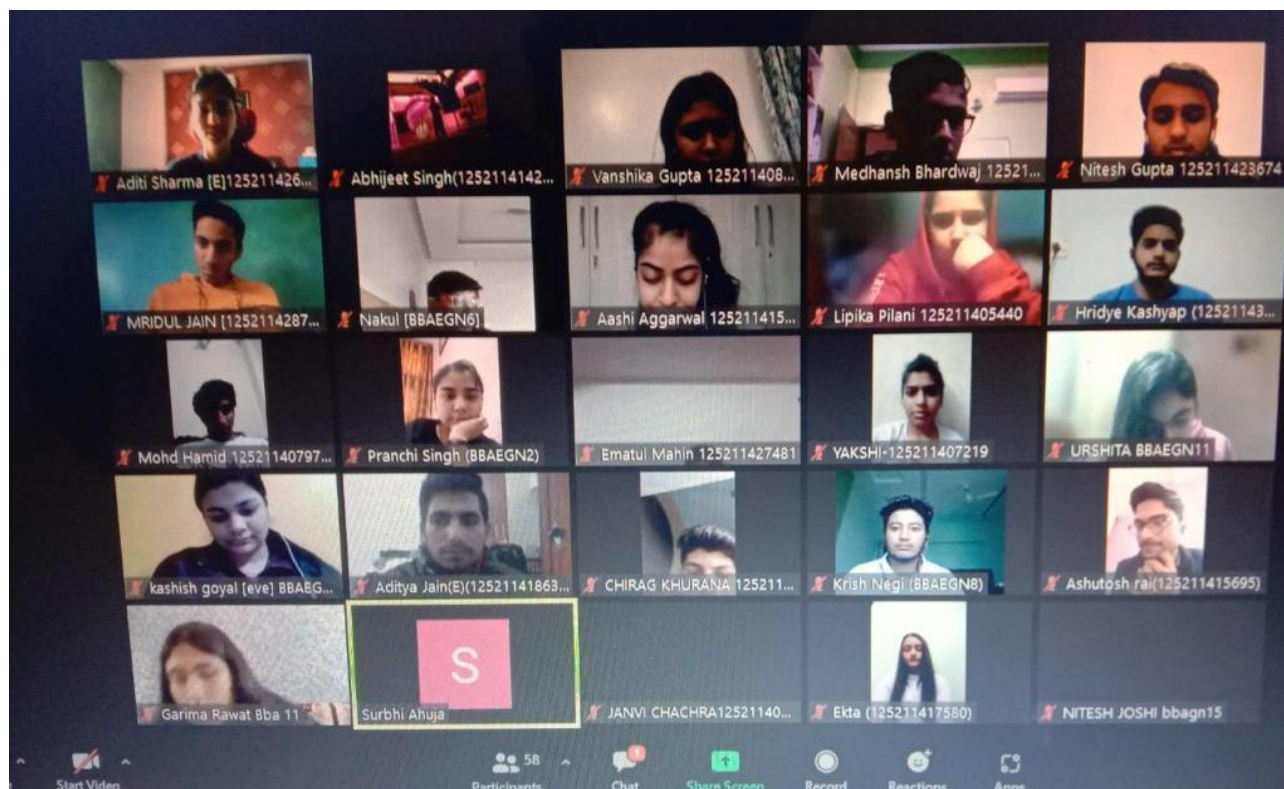 Aditi Sharma [E]125211426...
Abhijeet Singh(1252114142...
Vanshika Gupta 125211408...
Medhansh Bhardwaj 12521...
Nitesh Gupta 125211423674
MRIDUL JAIN [1252114287...
Nakul [BBAEGN6]
Aashi Aggarwal 125211415...
Lipika Pilani 125211405440
Hridye Kashyap (12521143...
Mohd Hamid 12521140797...
Pranchi Singh (BBAEGN2)
Ematul Mahin 125211427481
YAKSHI-125211407219
URSHITA BBAEGN11
kashish goyal [eve] BBAEG...
Aditya Jain(E)(12521141863...
CHIRAG KHURANA 125211...
Krish Negi (BBAEGN8)
Ashutosh rai(125211415695)
Garima Rawat Bba 11
S
Surbhi Ahuja
JANVI CHACHRA12521140...
Ekta (125211417580)
NITESH JOSHI bbagn15
58
1
Start Video
Participants
Chat
Share Screen
Record
Reactions
Apps